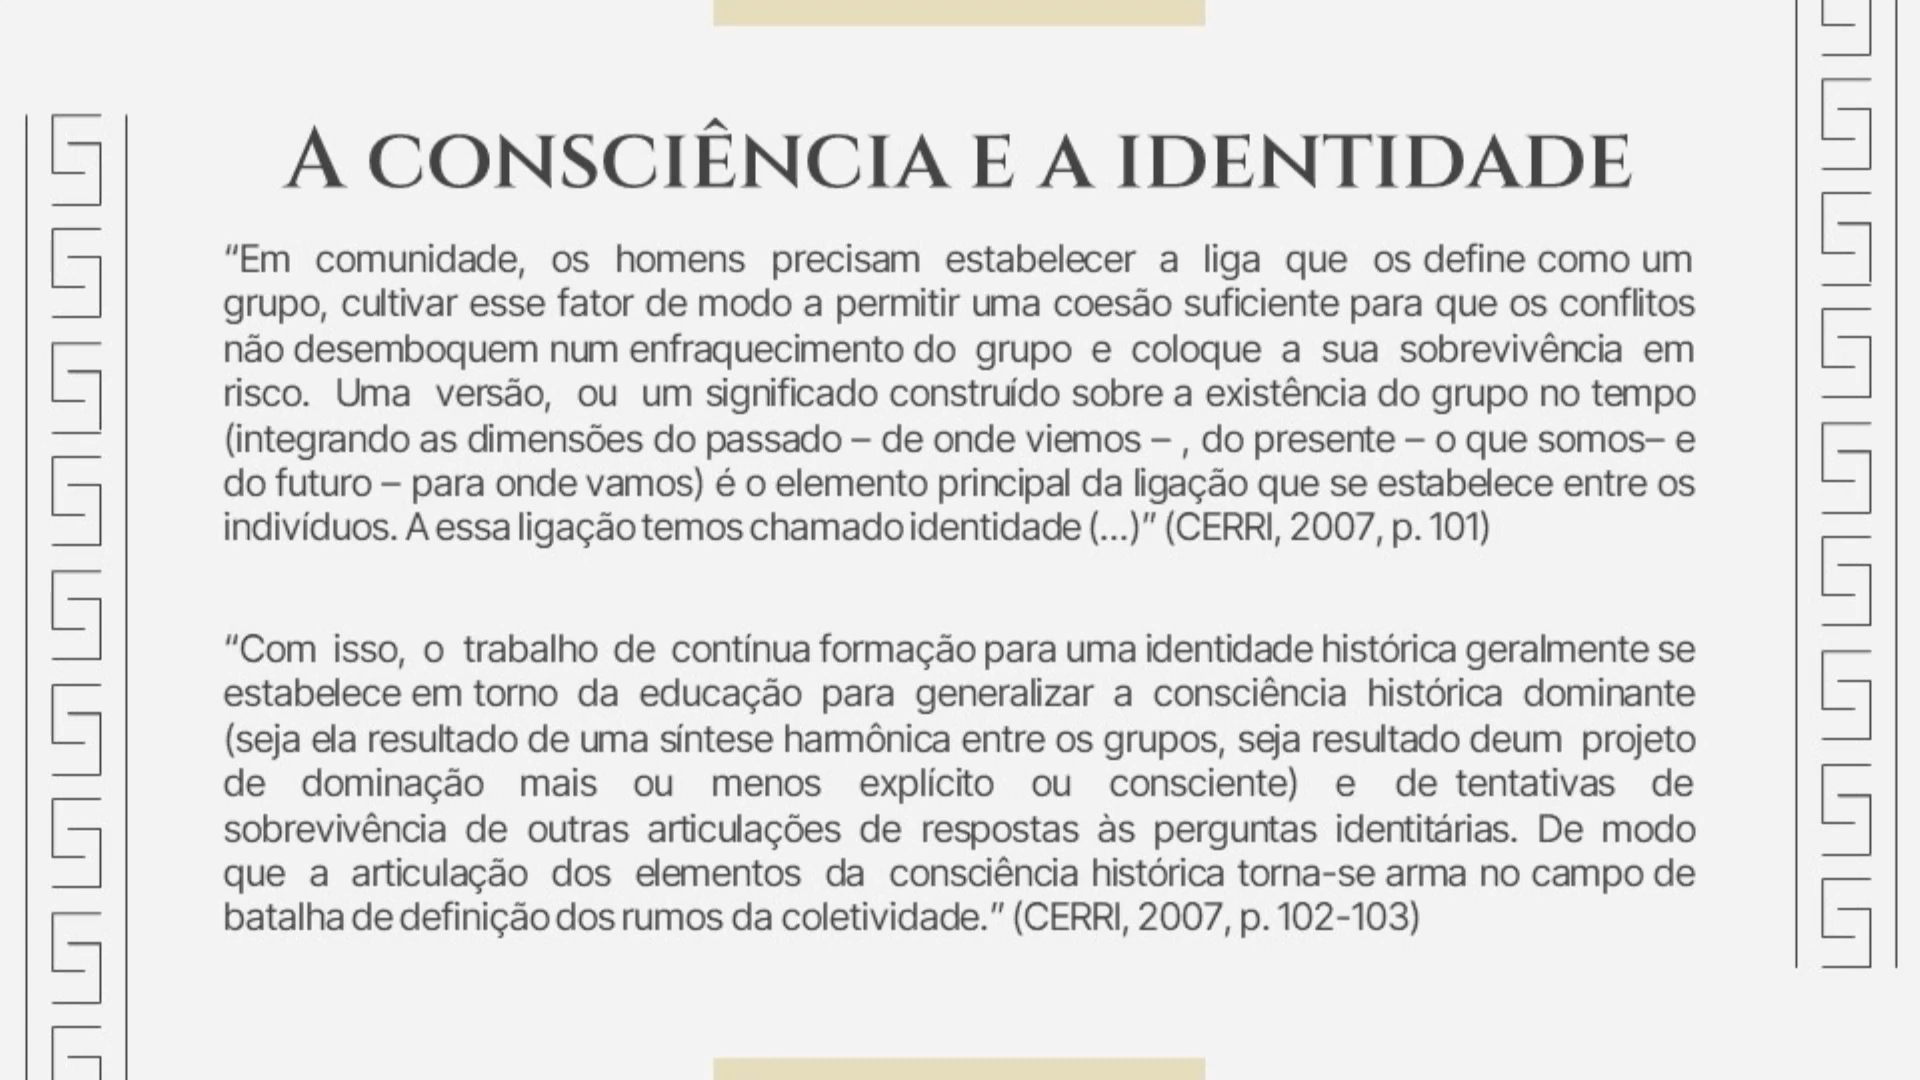 A CONSCIÊNCIA E A IDENTIDADE
“Em comunidade, os homens precisam estabelecer a liga que os define como um
grupo, cultivar esse fator de modo a permitir uma coesão suficiente para que os conflitos
não desemboquem num enfraquecimento do grupo e coloque a sua sobrevivência em
risco. Uma versão, ou um significado construído sobre a existência do grupo no tempo
(integrando as dimensões do passado – de onde viemos – , do presente – o que somos– e
do futuro – para onde vamos) é o elemento principal da ligação que se estabelece entre os
indivíduos. A essa ligação temos chamado identidade (...)” (CERRI, 2007, p. 101)
“Com isso, o trabalho de contínua formação para uma identidade histórica geralmente se
estabelece em torno da educação para generalizar a consciência histórica dominante
(seja ela resultado de uma síntese harmônica entre os grupos, seja resultado deum projeto
de dominação mais ou menos explícito ou consciente) e de tentativas de
sobrevivência de outras articulações de respostas às perguntas identitárias. De modo
que a articulação dos elementos da consciência histórica torna-se arma no campo de
batalha de definição dos rumos da coletividade.” (CERRI, 2007, p. 102-103)